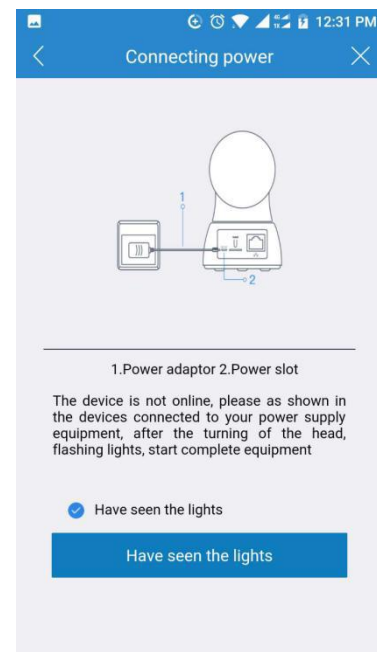 12:31 PM
Connecting power
1
2
1.Power adaptor 2.Power slot
The device is not online, please as shown in
the devices connected to your power supply
equipment, after the turning of the head,
flashing lights, start complete equipment
Have seen the lights
Have seen the lights